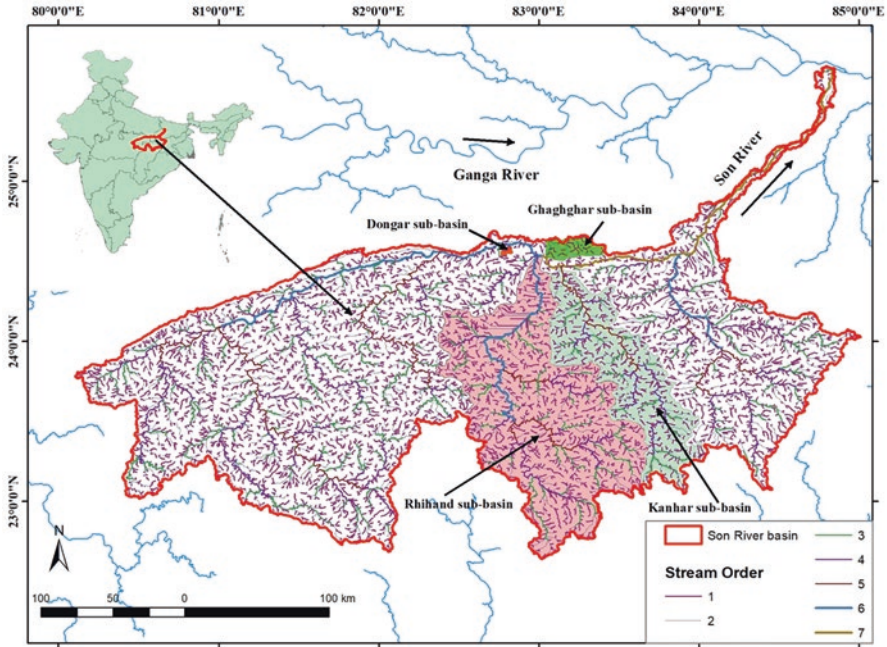 80°0'0"E 81°0'0"E 82°0'0"E 83°0'0"E 84°0'0"E 85°0'0"E
25°0'0"N
24°0'0"N
23°0'0"N
Ganga River
Son River
Ghaghghar sub-basin
Dongar sub-basin
Rhihand sub-basin
Kanhar sub-basin
N
100 50 0 100 km
Son River basin
Stream Order
1
2
3
4
5
6
7